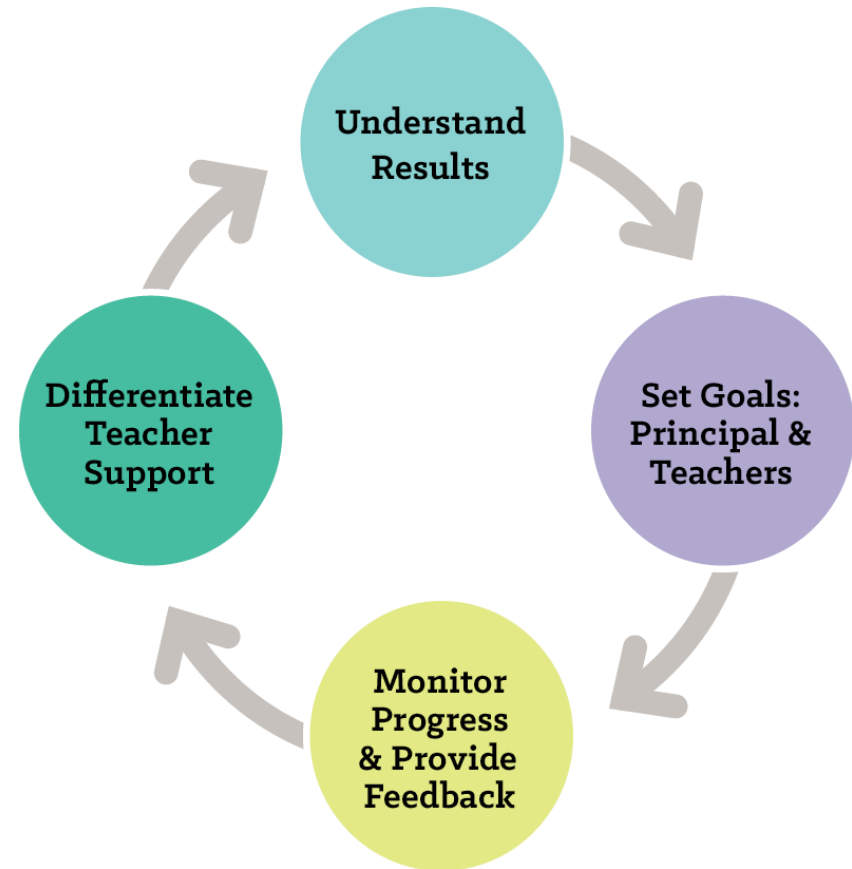 Understand
Results
Set Goals:
Principal &
Teachers
Monitor
Progress
& Provide
Feedback
Differentiate
Teacher
Support